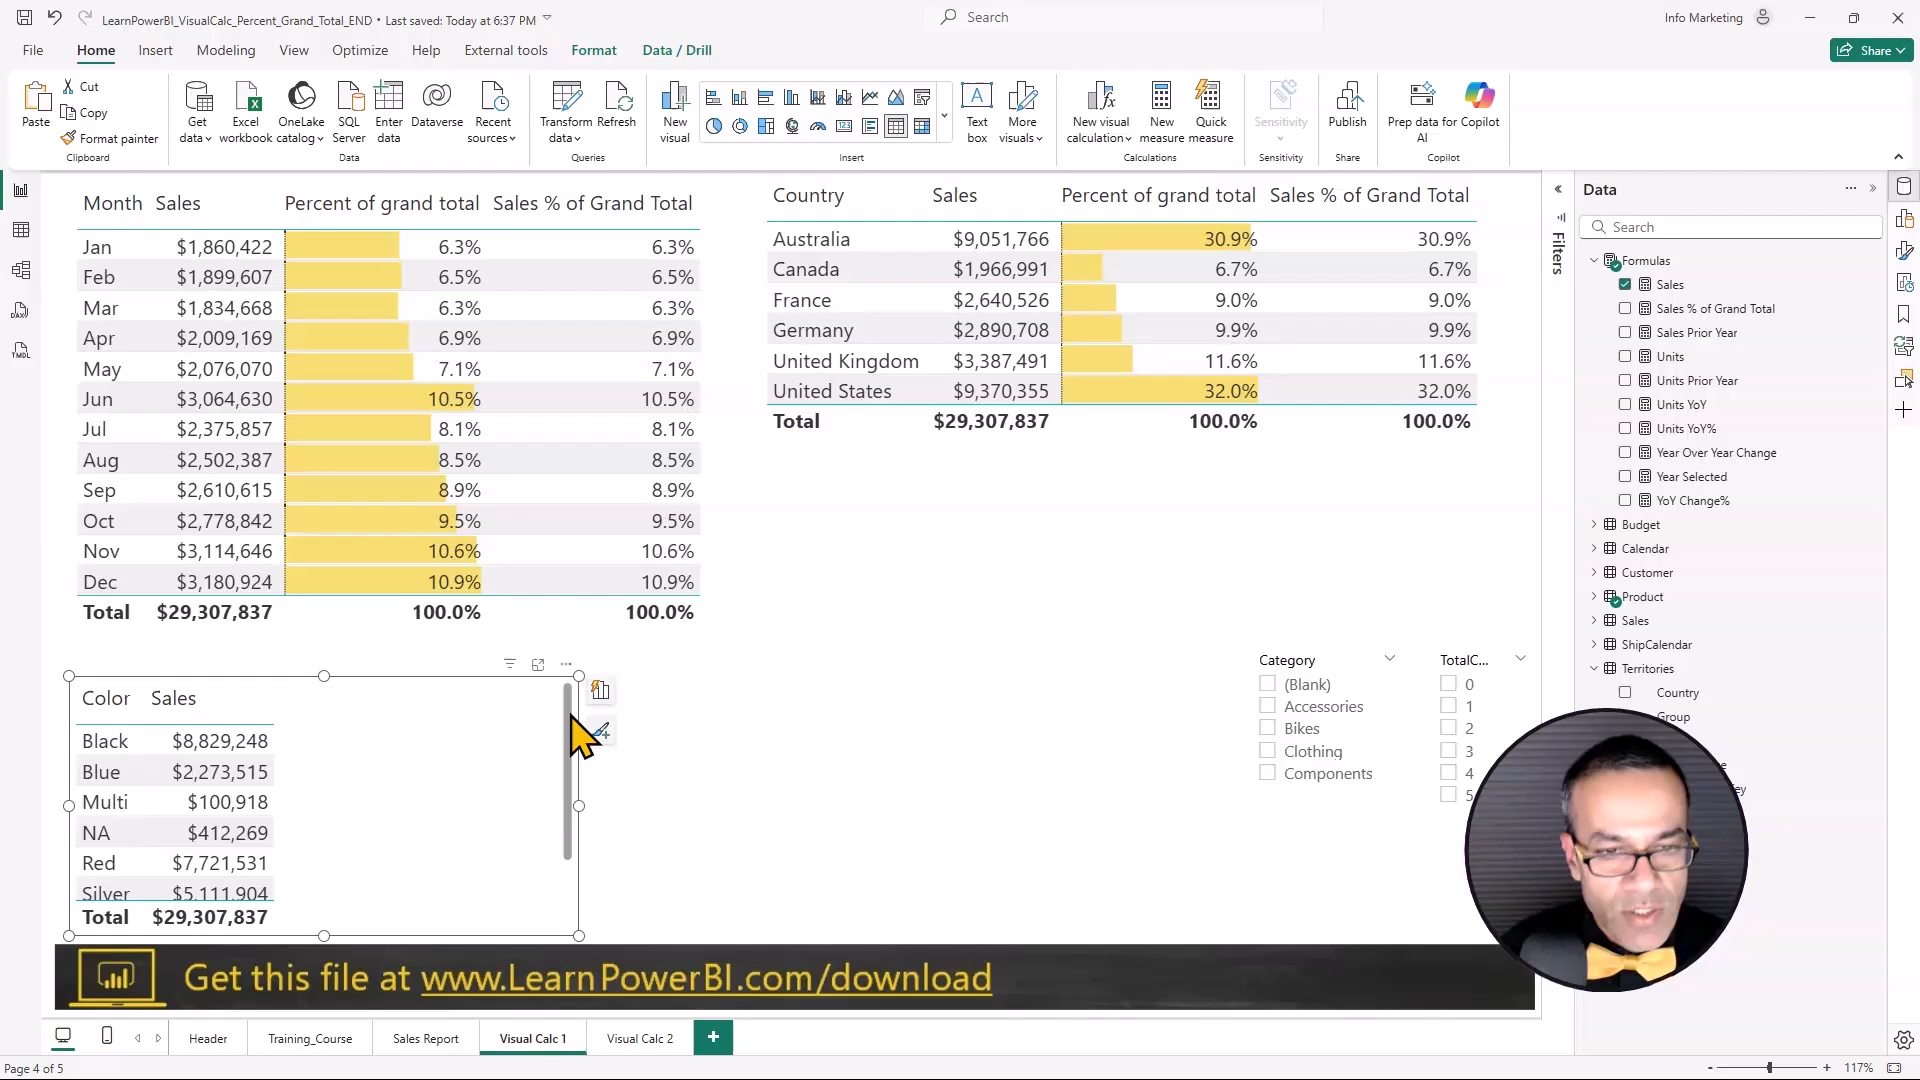 LearnPowerBI_VisualCalc_Percent_Grand_Total_END • Last saved: Today at 6:37 PM
Search
Info Marketing
File Home Insert Modeling View Optimize Help External tools Format Data / Drill
Share
Paste
Cut
Copy
Format painter
Clipboard
Get data
Excel workbook
OneLake catalog
SQL Server
Enter data
Dataverse
Recent sources
Data
Transform data
Refresh
Queries
New visual
Text box
More visuals
Insert
New visual calculation
New measure
Quick measure
Calculations
Sensitivity
Sensitivity
Publish
Share
Prep data for AI
Copilot
Copilot
Month Sales Percent of grand total Sales % of Grand Total
Jan $1,860,422 6.3% 6.3%
Feb $1,899,607 6.5% 6.5%
Mar $1,834,668 6.3% 6.3%
Apr $2,009,169 6.9% 6.9%
May $2,076,070 7.1% 7.1%
Jun $3,064,630 10.5% 10.5%
Jul $2,375,857 8.1% 8.1%
Aug $2,502,387 8.5% 8.5%
Sep $2,610,615 8.9% 8.9%
Oct $2,778,842 9.5% 9.5%
Nov $3,114,646 10.6% 10.6%
Dec $3,180,924 10.9% 10.9%
Total $29,307,837 100.0% 100.0%
Country Sales Percent of grand total Sales % of Grand Total
Australia $9,051,766 30.9% 30.9%
Canada $1,966,991 6.7% 6.7%
France $2,640,526 9.0% 9.0%
Germany $2,890,708 9.9% 9.9%
United Kingdom $3,387,491 11.6% 11.6%
United States $9,370,355 32.0% 32.0%
Total $29,307,837 100.0% 100.0%
Color Sales
Black $8,829,248
Blue $2,273,515
Multi $100,918
NA $412,269
Red $7,721,531
Silver $5,111,904
Total $29,307,837
Category
(Blank)
Accessories
Bikes
Clothing
Components
TotalC...
0
1
2
3
4
5
Filters
Data
Search
Formulas
Sales
Sales % of Grand Total
Sales Prior Year
Units
Units Prior Year
Units YoY
Units YoY%
Year Over Year Change
Year Selected
YoY Change%
Budget
Calendar
Customer
Product
Sales
ShipCalendar
Territories
Country
Group
DAX
TMDL
Get this file at www.LearnPowerBI.com/download
Header Training_Course Sales Report Visual Calc 1 Visual Calc 2 +
Page 4 of 5
- + 117%